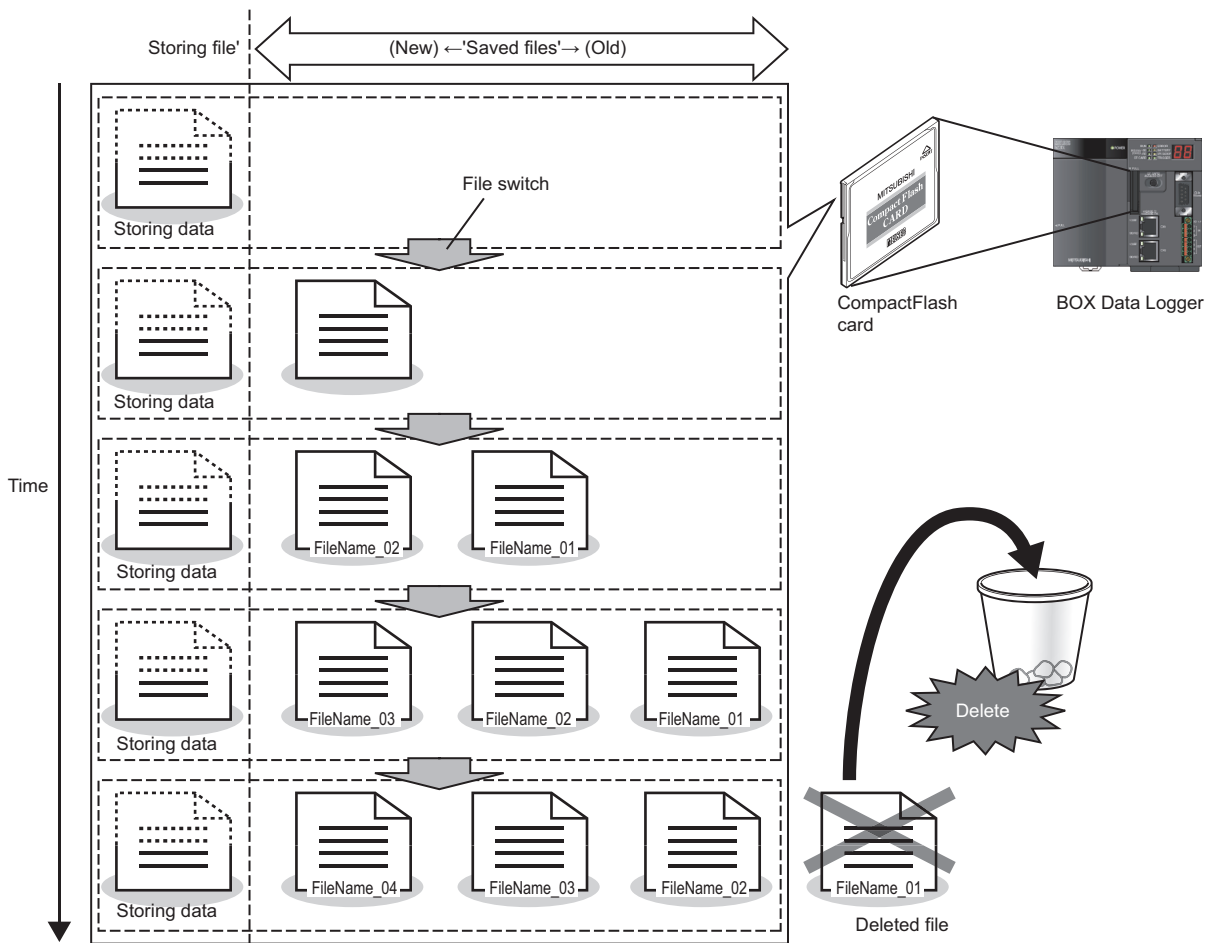 Storing file'
(New) ←'Saved files'→ (Old)
File switch
Storing data
MITSUBISHI
Compact Flash
CARD
CompactFlash
card
BOX Data Logger
Storing data
Time
FileName_02
FileName_01
Storing data
FileName_03
FileName_02
FileName_01
Storing data
Delete
FileName_04
FileName_03
FileName_02
FileName_01
Storing data
Deleted file